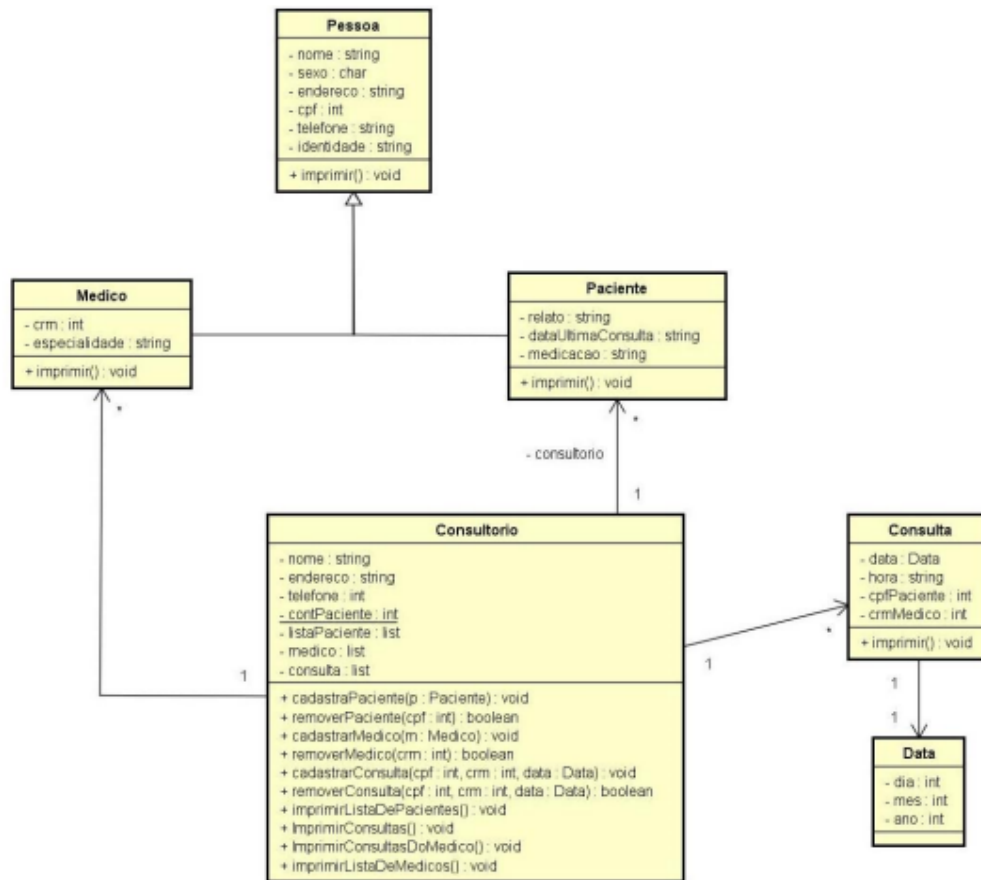 Pessoa
- nome : string
- sexo : char
- endereco : string
- cpf : int
- telefone : string
- identidade : string
+ imprimir() : void
Medico
- crm : int
- especialidade : string
+ imprimir() : void
Paciente
- relato : string
- dataUltimaConsulta : string
- medicacao : string
+ imprimir() : void
*
*
- consultorio
1
Consultorio
- nome : string
- endereco : string
- telefone : int
- contPaciente : int
- listaPaciente : list
- medico : list
- consulta : list
+ cadastraPaciente(p : Paciente) : void
+ removerPaciente(cpf : int) : boolean
+ cadastrarMedico(m : Medico) : void
+ removerMedico(crm : int) : boolean
+ cadastrarConsulta(cpf : int, crm : int, data : Data) : void
+ removerConsulta(cpf : int, crm : int, data : Data) : boolean
+ imprimirListaDePacientes() : void
+ ImprimirConsultas() : void
+ ImprimirConsultasDoMedico() : void
+ imprimirListaDeMedicos() : void
1
1
*
Consulta
- data : Data
- hora : string
- cpfPaciente : int
- crmMedico : int
+ imprimir() : void
1
1
Data
- dia : int
- mes : int
- ano : int